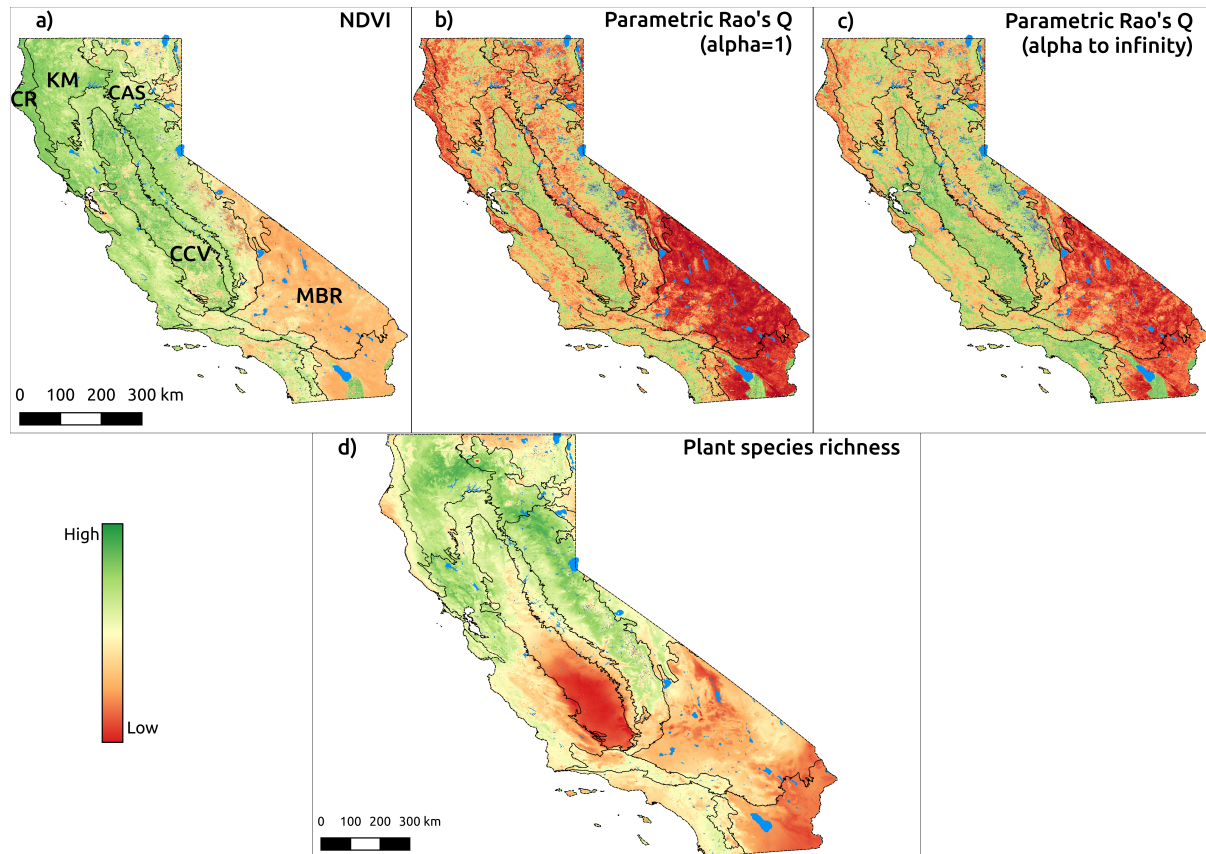 a)
NDVI
KM
CAS
CR
CCV
MBR
0 100 200 300 km
b)
Parametric Rao's Q
(alpha=1)
c)
Parametric Rao's Q
(alpha to infinity)
d)
Plant species richness
High
Low
0 100 200 300 km